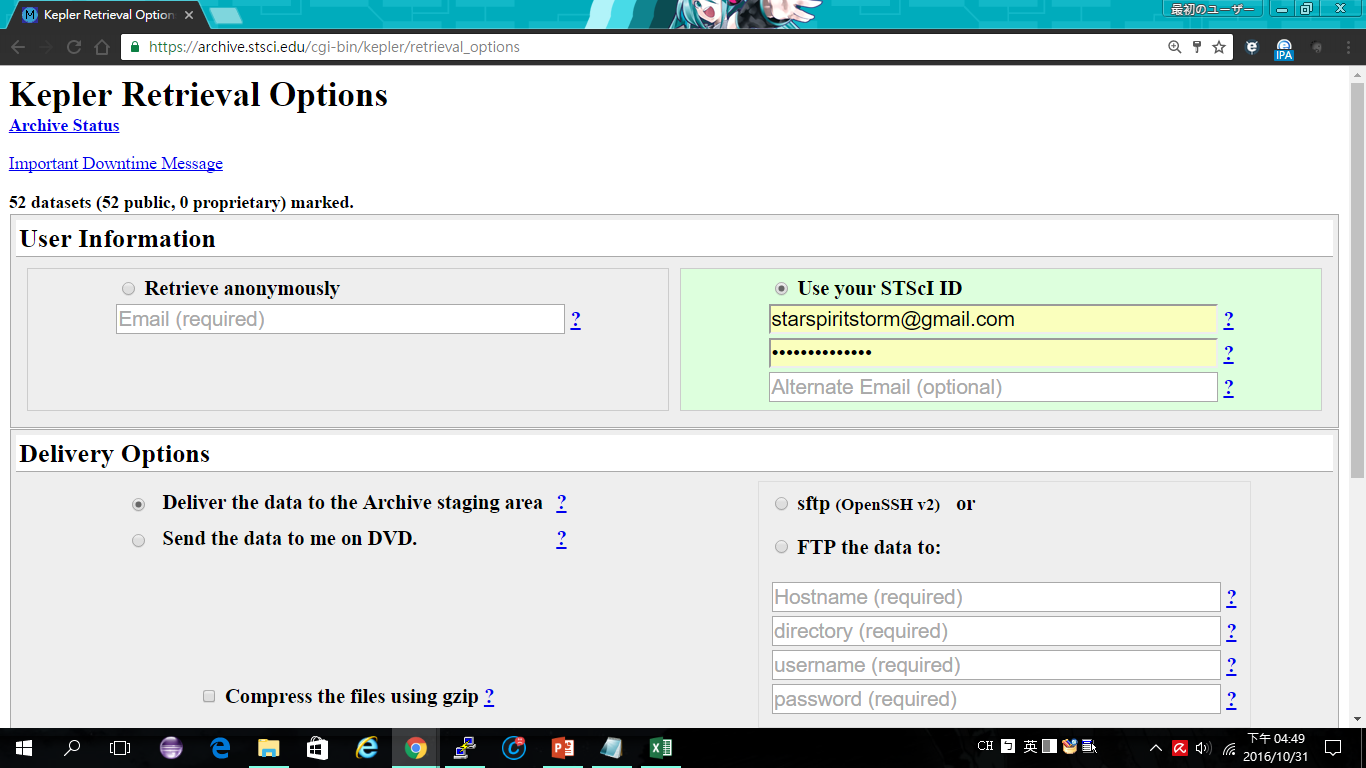 Kepler Retrieval Option
最初のユーザー
https://archive.stsci.edu/cgi-bin/kepler/retrieval_options
IPA
Kepler Retrieval Options
Archive Status
Important Downtime Message
52 datasets (52 public, 0 proprietary) marked.
User Information
Retrieve anonymously
Email (required) ?
Use your STScI ID
starspiritstorm@gmail.com ?
•••••••••••••• ?
Alternate Email (optional) ?
Delivery Options
Deliver the data to the Archive staging area ?
Send the data to me on DVD. ?
Compress the files using gzip ?
sftp (OpenSSH v2) or
FTP the data to:
Hostname (required) ?
directory (required) ?
username (required) ?
password (required) ?
CH 英
下午 04:49
2016/10/31